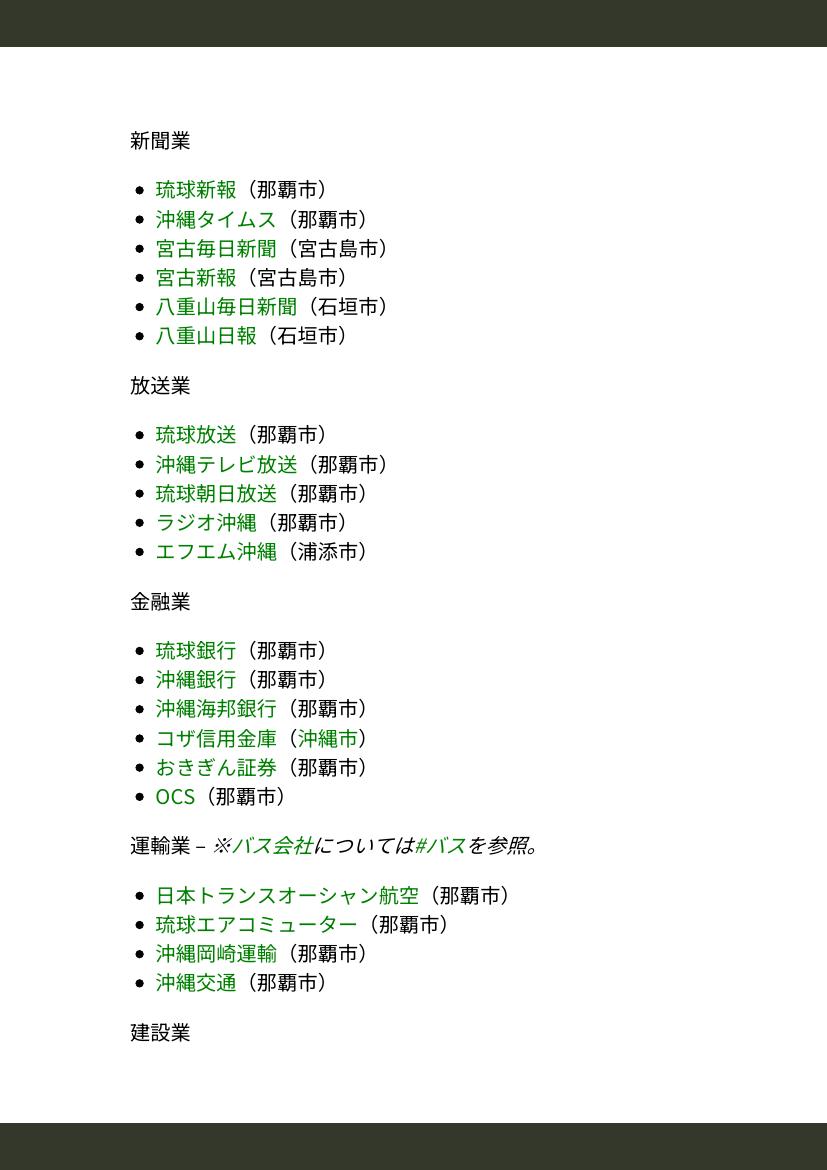 新聞業
• 琉球新報（那覇市）
• 沖縄タイムス（那覇市）
• 宮古毎日新聞（宮古島市）
• 宮古新報（宮古島市）
• 八重山毎日新聞（石垣市）
• 八重山日報（石垣市）
放送業
• 琉球放送（那覇市）
• 沖縄テレビ放送（那覇市）
• 琉球朝日放送（那覇市）
• ラジオ沖縄（那覇市）
• エフエム沖縄（浦添市）
金融業
• 琉球銀行（那覇市）
• 沖縄銀行（那覇市）
• 沖縄海邦銀行（那覇市）
• コザ信用金庫（沖縄市）
• おきぎん証券（那覇市）
• OCS（那覇市）
運輸業 – ※バス会社については#バスを参照。
• 日本トランスオーシャン航空（那覇市）
• 琉球エアコミューター（那覇市）
• 沖縄岡崎運輸（那覇市）
• 沖縄交通（那覇市）
建設業